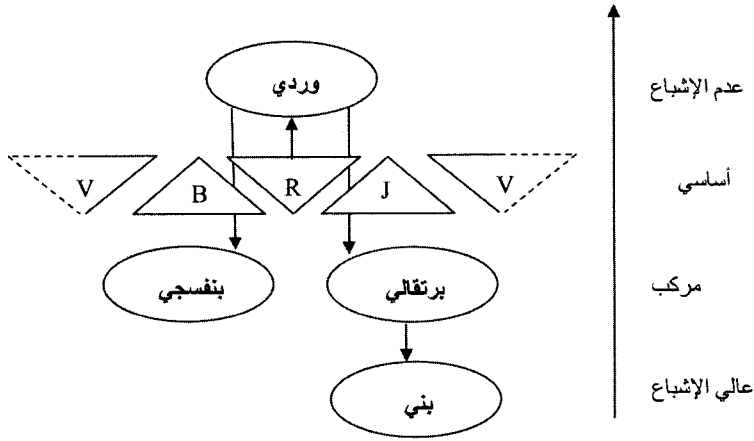 وردي
عدم الإشباع
V
B
R
J
V
أساسي
بنفسجي
برتقالي
مركب
بني
عالي الإشباع